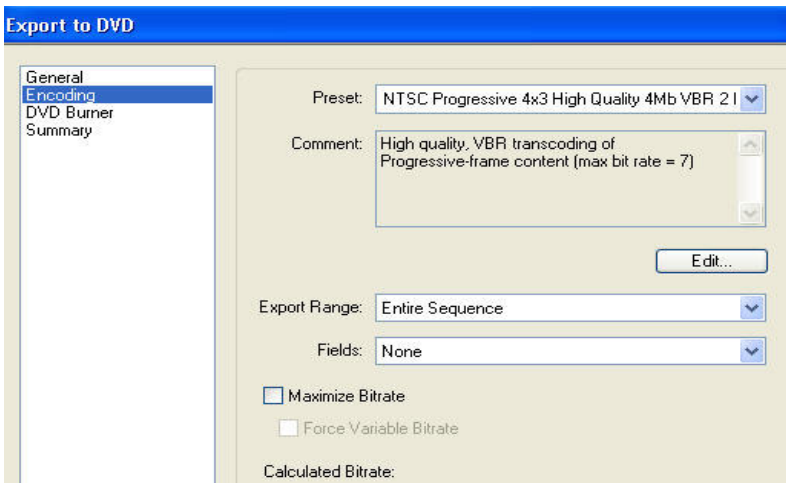 Export to DVD
General
Encoding
DVD Burner
Summary
Preset: NTSC Progressive 4x3 High Quality 4Mb VBR 2
Comment: High quality, VBR transcoding of
Progressive-frame content (max bit rate = 7)
Edit...
Export Range: Entire Sequence
Fields: None
Maximize Bitrate
Force Variable Bitrate
Calculated Bitrate: